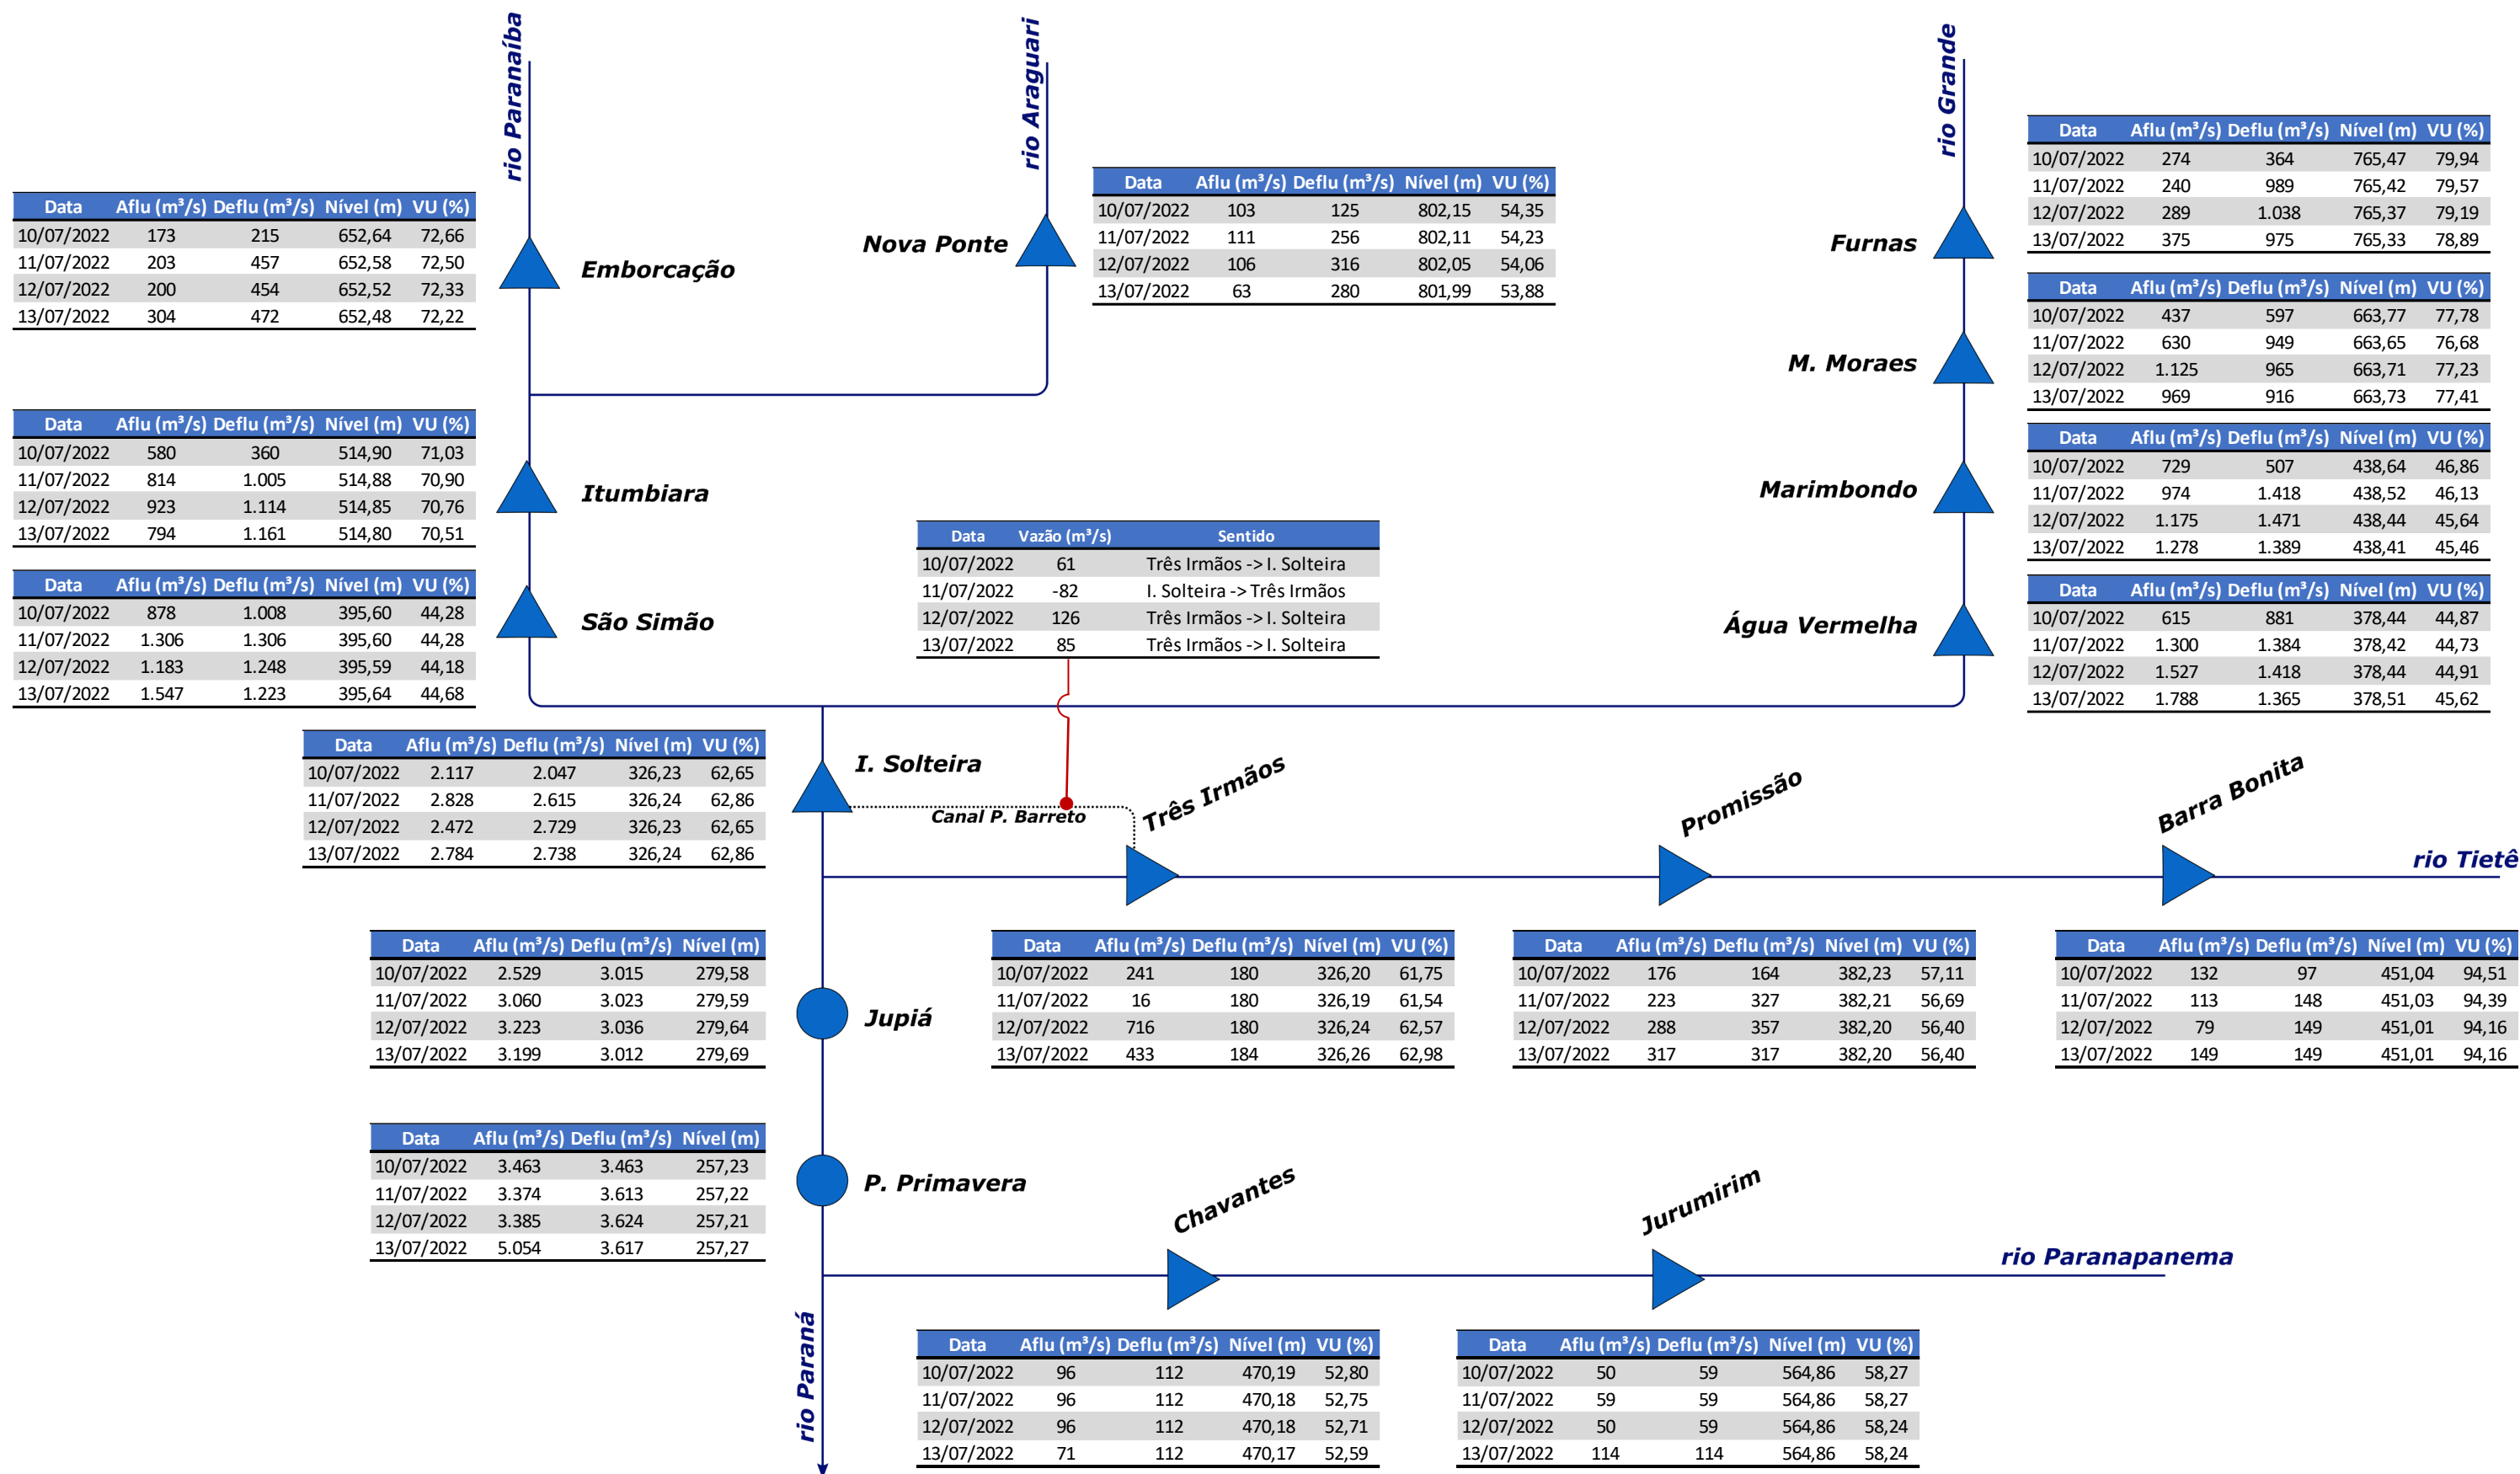 rio Paranaíba
rio Araguari
rio Grande
Data Aflu (m³/s) Deflu (m³/s) Nível (m) VU (%)
10/07/2022 173 215 652,64 72,66
11/07/2022 203 457 652,58 72,50
12/07/2022 200 454 652,52 72,33
13/07/2022 304 472 652,48 72,22
Emborcação
Nova Ponte
Data Aflu (m³/s) Deflu (m³/s) Nível (m) VU (%)
10/07/2022 103 125 802,15 54,35
11/07/2022 111 256 802,11 54,23
12/07/2022 106 316 802,05 54,06
13/07/2022 63 280 801,99 53,88
Furnas
Data Aflu (m³/s) Deflu (m³/s) Nível (m) VU (%)
10/07/2022 274 364 765,47 79,94
11/07/2022 240 989 765,42 79,57
12/07/2022 289 1.038 765,37 79,19
13/07/2022 375 975 765,33 78,89
M. Moraes
Data Aflu (m³/s) Deflu (m³/s) Nível (m) VU (%)
10/07/2022 437 597 663,77 77,78
11/07/2022 630 949 663,65 76,68
12/07/2022 1.125 965 663,71 77,23
13/07/2022 969 916 663,73 77,41
Data Aflu (m³/s) Deflu (m³/s) Nível (m) VU (%)
10/07/2022 580 360 514,90 71,03
11/07/2022 814 1.005 514,88 70,90
12/07/2022 923 1.114 514,85 70,76
13/07/2022 794 1.161 514,80 70,51
Itumbiara
Marimbondo
Data Aflu (m³/s) Deflu (m³/s) Nível (m) VU (%)
10/07/2022 729 507 438,64 46,86
11/07/2022 974 1.418 438,52 46,13
12/07/2022 1.175 1.471 438,44 45,64
13/07/2022 1.278 1.389 438,41 45,46
Data Aflu (m³/s) Deflu (m³/s) Nível (m) VU (%)
10/07/2022 878 1.008 395,60 44,28
11/07/2022 1.306 1.306 395,60 44,28
12/07/2022 1.183 1.248 395,59 44,18
13/07/2022 1.547 1.223 395,64 44,68
São Simão
Data Vazão (m³/s) Sentido
10/07/2022 61 Três Irmãos -> I. Solteira
11/07/2022 -82 I. Solteira -> Três Irmãos
12/07/2022 126 Três Irmãos -> I. Solteira
13/07/2022 85 Três Irmãos -> I. Solteira
Água Vermelha
Data Aflu (m³/s) Deflu (m³/s) Nível (m) VU (%)
10/07/2022 615 881 378,44 44,87
11/07/2022 1.300 1.384 378,42 44,73
12/07/2022 1.527 1.418 378,44 44,91
13/07/2022 1.788 1.365 378,51 45,62
Data Aflu (m³/s) Deflu (m³/s) Nível (m) VU (%)
10/07/2022 2.117 2.047 326,23 62,65
11/07/2022 2.828 2.615 326,24 62,86
12/07/2022 2.472 2.729 326,23 62,65
13/07/2022 2.784 2.738 326,24 62,86
I. Solteira
Canal P. Barreto
Três Irmãos
Promissão
Barra Bonita
rio Tietê
Data Aflu (m³/s) Deflu (m³/s) Nível (m)
10/07/2022 2.529 3.015 279,58
11/07/2022 3.060 3.023 279,59
12/07/2022 3.223 3.036 279,64
13/07/2022 3.199 3.012 279,69
Jupiá
Data Aflu (m³/s) Deflu (m³/s) Nível (m) VU (%)
10/07/2022 241 180 326,20 61,75
11/07/2022 16 180 326,19 61,54
12/07/2022 716 180 326,24 62,57
13/07/2022 433 184 326,26 62,98
Data Aflu (m³/s) Deflu (m³/s) Nível (m) VU (%)
10/07/2022 176 164 382,23 57,11
11/07/2022 223 327 382,21 56,69
12/07/2022 288 357 382,20 56,40
13/07/2022 317 317 382,20 56,40
Data Aflu (m³/s) Deflu (m³/s) Nível (m) VU (%)
10/07/2022 132 97 451,04 94,51
11/07/2022 113 148 451,03 94,39
12/07/2022 79 149 451,01 94,16
13/07/2022 149 149 451,01 94,16
Data Aflu (m³/s) Deflu (m³/s) Nível (m)
10/07/2022 3.463 3.463 257,23
11/07/2022 3.374 3.613 257,22
12/07/2022 3.385 3.624 257,21
13/07/2022 5.054 3.617 257,27
P. Primavera
Chavantes
Jurumirim
rio Paranapanema
rio Paraná
Data Aflu (m³/s) Deflu (m³/s) Nível (m) VU (%)
10/07/2022 96 112 470,19 52,80
11/07/2022 96 112 470,18 52,75
12/07/2022 96 112 470,18 52,71
13/07/2022 71 112 470,17 52,59
Data Aflu (m³/s) Deflu (m³/s) Nível (m) VU (%)
10/07/2022 50 59 564,86 58,27
11/07/2022 59 59 564,86 58,27
12/07/2022 50 59 564,86 58,24
13/07/2022 114 114 564,86 58,24